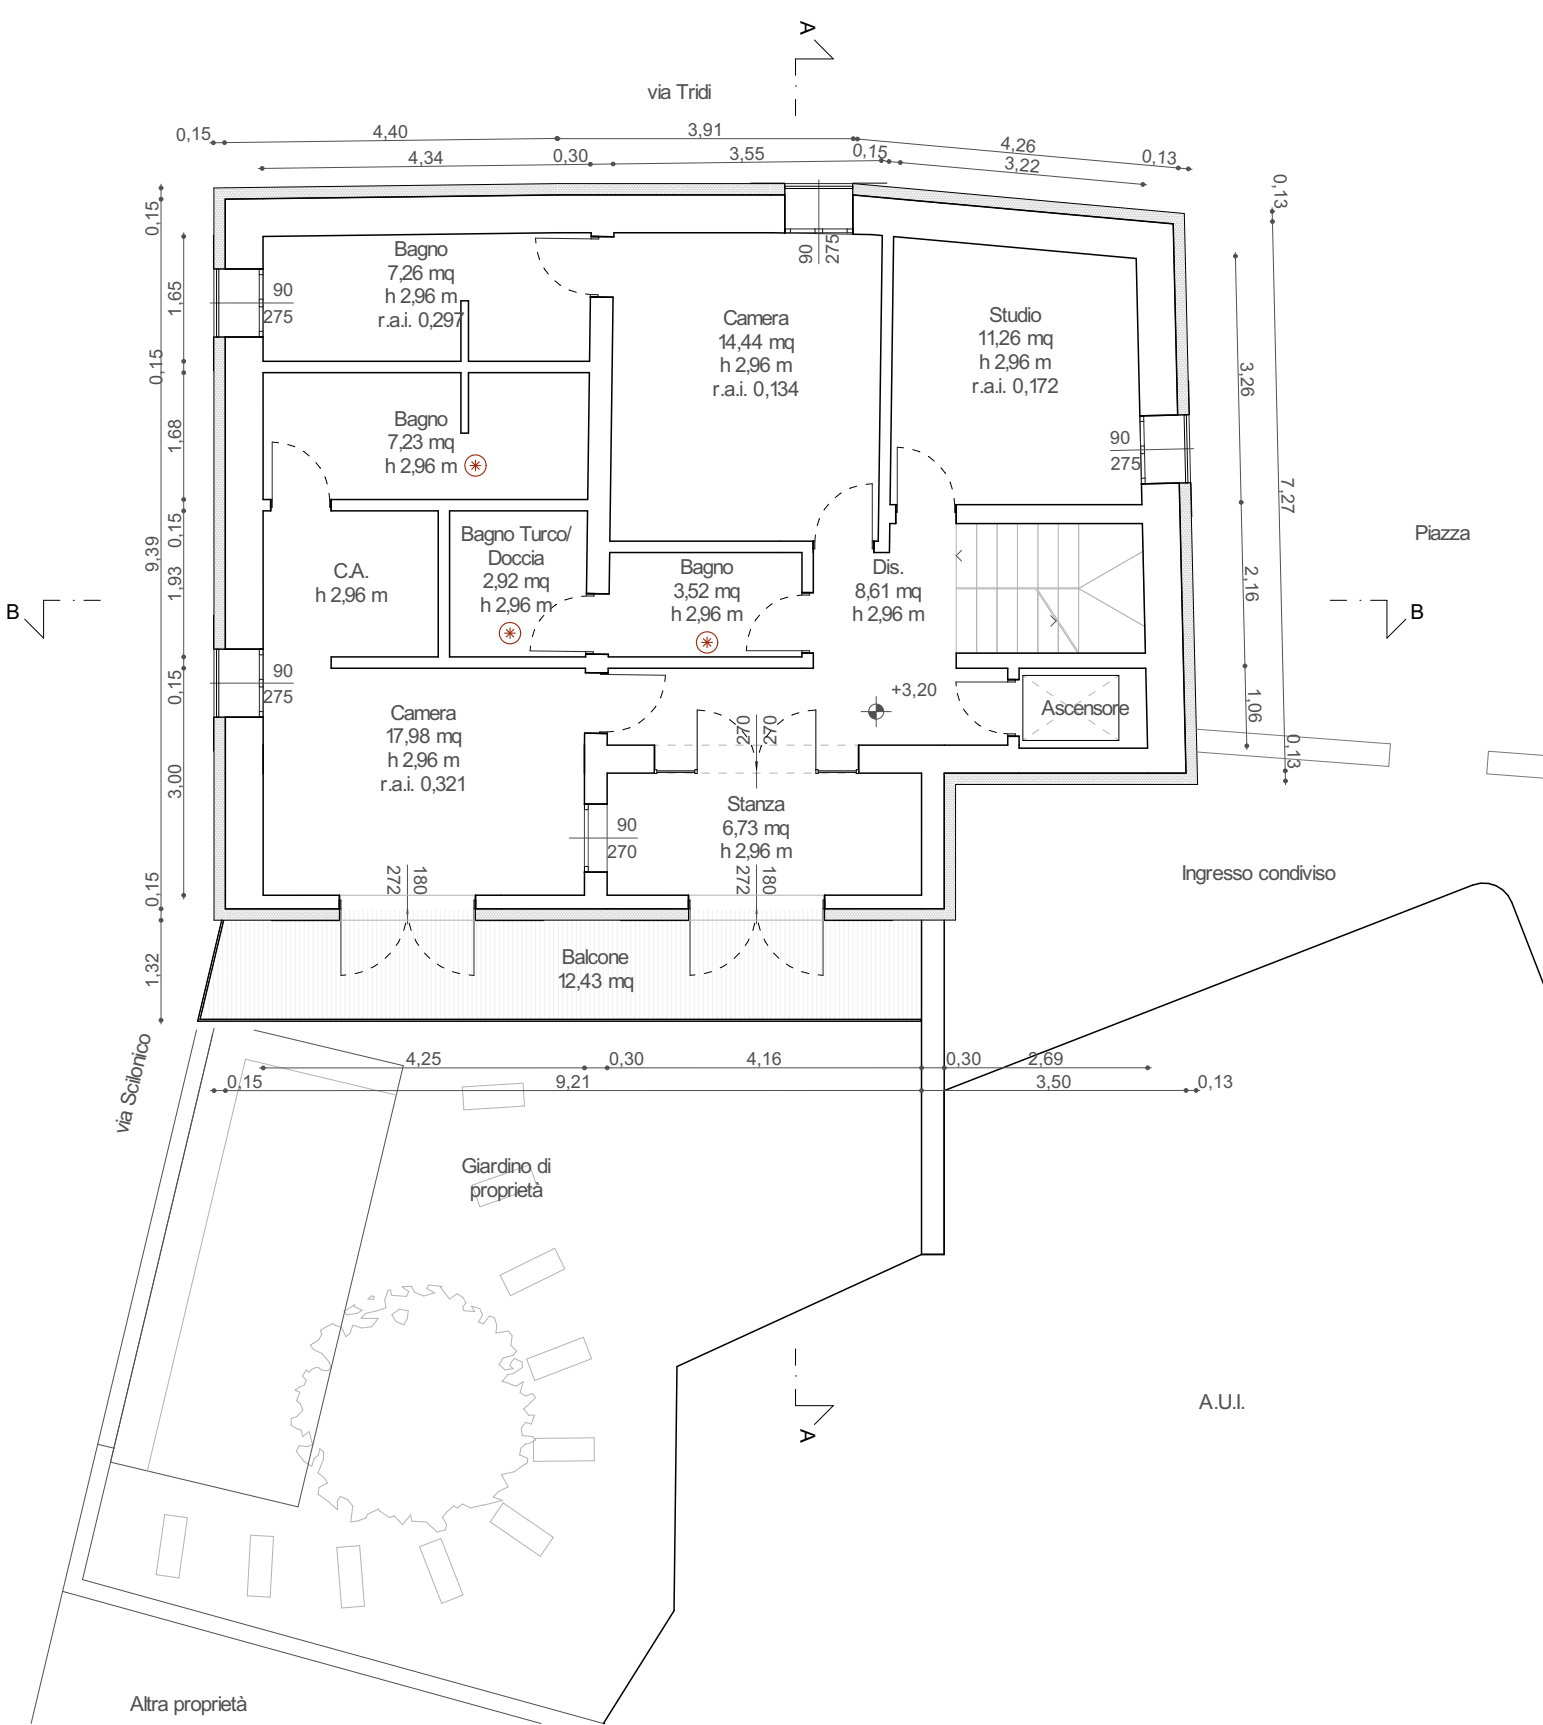 A
via Tridi
0,15
4,40
3,91
4,26
0,13
4,34
0,30
3,55
0,15
3,22
0,13
0,15
90
275
Bagno
7,26 mq
h 2,96 m
r.a.i. 0,297
90
275
1,65
Camera
14,44 mq
h 2,96 m
r.a.i. 0,134
Studio
11,26 mq
h 2,96 m
r.a.i. 0,172
3,26
0,15
Bagno
7,23 mq
h 2,96 m
1,68
90
275
7,27
9,39
0,15
1,93
Bagno Turco/
Doccia
2,92 mq
h 2,96 m
C.A.
h 2,96 m
Bagno
3,52 mq
h 2,96 m
Dis.
8,61 mq
h 2,96 m
2,16
Piazza
B
B
0,15
90
275
+3,20
Ascensore
1,06
0,13
Camera
17,98 mq
h 2,96 m
r.a.i. 0,321
270
270
3,00
Stanza
6,73 mq
h 2,96 m
90
270
Ingresso condiviso
0,15
180
272
180
272
1,32
Balcone
12,43 mq
via Scilonico
4,25
0,30
4,16
0,30
2,69
0,15
9,21
3,50
0,13
Giardino di
proprietà
A
A.U.I.
Altra proprietà